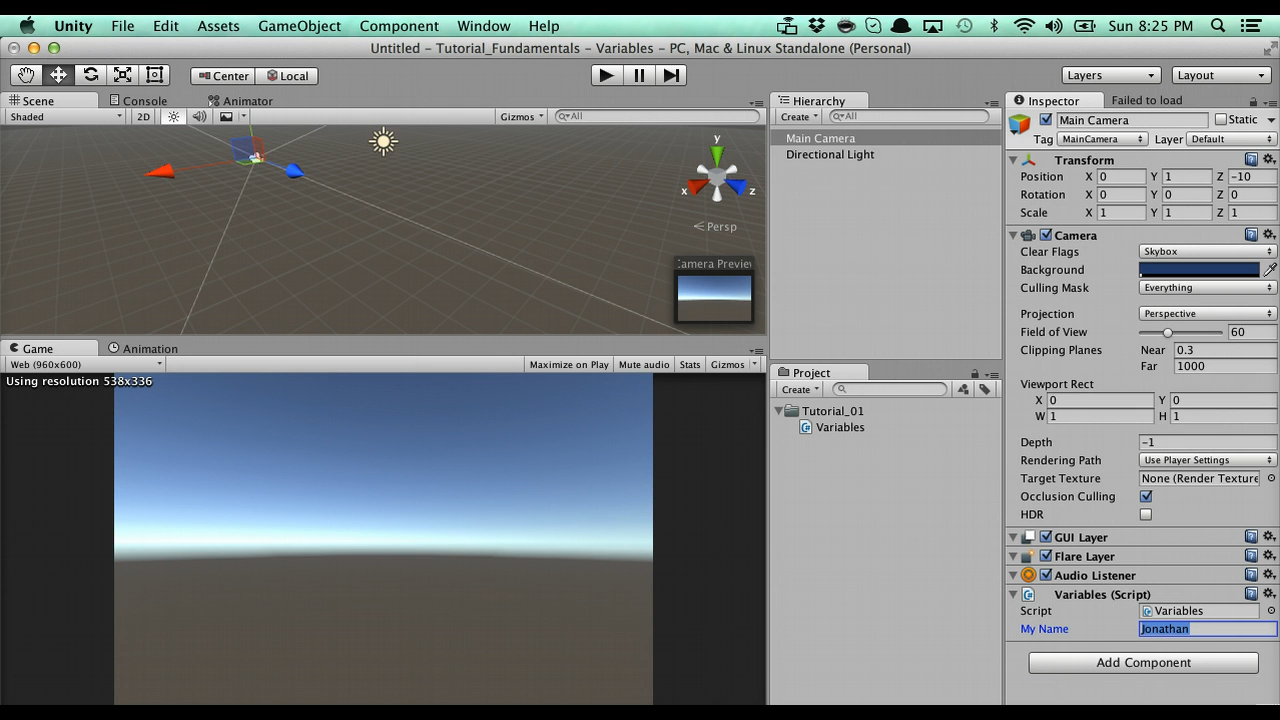 Unity File Edit Assets GameObject Component Window Help Sun 8:25 PM
Untitled - Tutorial_Fundamentals - Variables - PC, Mac & Linux Standalone (Personal)
Center Local Layers Layout
Scene Console Animator
Shaded 2D Gizmos All
y
x z
Persp
Camera Preview
Game Animation
Web (960x600) Maximize on Play Mute audio Stats Gizmos
Using resolution 538x336
Hierarchy
Create All
Main Camera
Directional Light
Project
Create
Tutorial_01
Variables
Inspector Failed to load
Main Camera Static
Tag MainCamera Layer Default
Transform
Position X 0 Y 1 Z -10
Rotation X 0 Y 0 Z 0
Scale X 1 Y 1 Z 1
Camera
Clear Flags Skybox
Background
Culling Mask Everything
Projection Perspective
Field of View 60
Clipping Planes Near 0.3
Far 1000
Viewport Rect
X 0 Y 0
W 1 H 1
Depth -1
Rendering Path Use Player Settings
Target Texture None (Render Texture
Occlusion Culling
HDR
GUI Layer
Flare Layer
Audio Listener
Variables (Script)
Script Variables
My Name Jonathan
Add Component